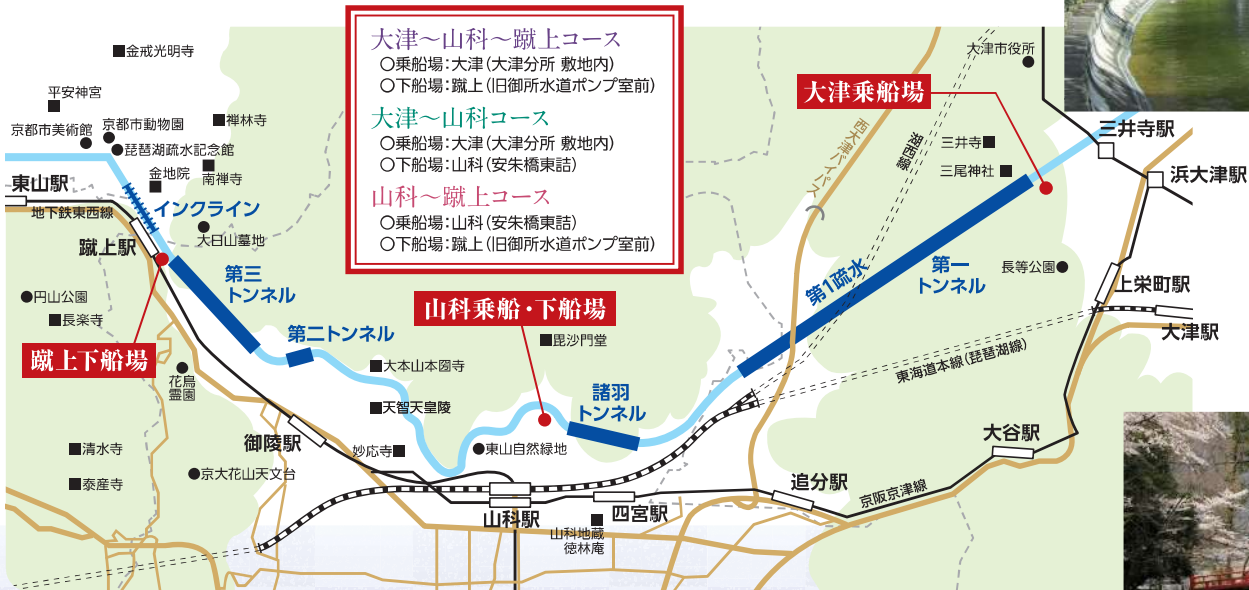 大津～山科～蹴上コース
○乗船場：大津（大津分所 敷地内）
○下船場：蹴上（旧御所水道ポンプ室前）
大津～山科コース
○乗船場：大津（大津分所 敷地内）
○下船場：山科（安朱橋東詰）
山科～蹴上コース
○乗船場：山科（安朱橋東詰）
○下船場：蹴上（旧御所水道ポンプ室前）
金戒光明寺
平安神宮
京都市美術館
京都市動物園
禅林寺
琵琶湖疏水記念館
金地院
南禅寺
東山駅
地下鉄東西線
インクライン
蹴上駅
大日山墓地
第三
トンネル
円山公園
長楽寺
蹴上下船場
第二トンネル
花鳥
霊園
大本山本圀寺
天智天皇陵
御陵駅
妙応寺
清水寺
泰産寺
京大花山天文台
山科乗船・下船場
毘沙門堂
諸羽
トンネル
東山自然緑地
山科駅
四宮駅
山科地蔵
徳林庵
追分駅
京阪京津線
大谷駅
西大津バイパス
湖西線
大津市役所
大津乗船場
三井寺
三尾神社
三井寺駅
浜大津駅
第1疏水
第一
トンネル
長等公園
上栄町駅
大津駅
東海道本線（琵琶湖線）